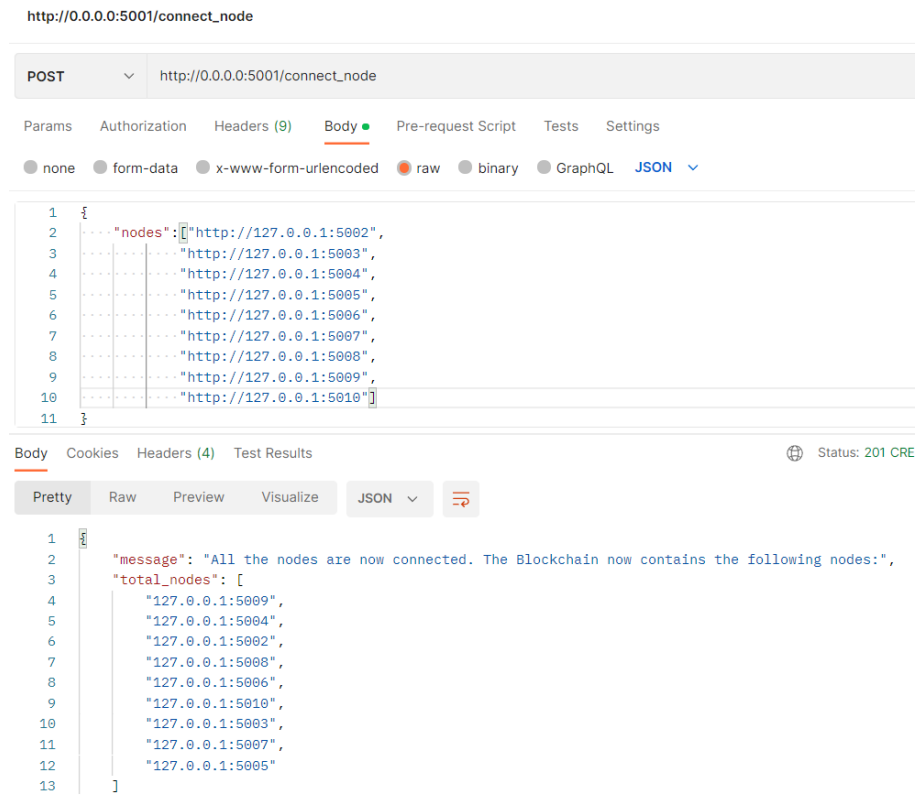 http://0.0.0.0:5001/connect_node
POST http://0.0.0.0:5001/connect_node
Params Authorization Headers (9) Body Pre-request Script Tests Settings
none form-data x-www-form-urlencoded raw binary GraphQL JSON
1 {
2 "nodes":["http://127.0.0.1:5002",
3 "http://127.0.0.1:5003",
4 "http://127.0.0.1:5004",
5 "http://127.0.0.1:5005",
6 "http://127.0.0.1:5006",
7 "http://127.0.0.1:5007",
8 "http://127.0.0.1:5008",
9 "http://127.0.0.1:5009",
10 "http://127.0.0.1:5010"]
11 }
Body Cookies Headers (4) Test Results Status: 201 CRE
Pretty Raw Preview Visualize JSON
1 {
2 "message": "All the nodes are now connected. The Blockchain now contains the following nodes:",
3 "total_nodes": [
4 "127.0.0.1:5009",
5 "127.0.0.1:5004",
6 "127.0.0.1:5002",
7 "127.0.0.1:5008",
8 "127.0.0.1:5006",
9 "127.0.0.1:5010",
10 "127.0.0.1:5003",
11 "127.0.0.1:5007",
12 "127.0.0.1:5005"
13 ]